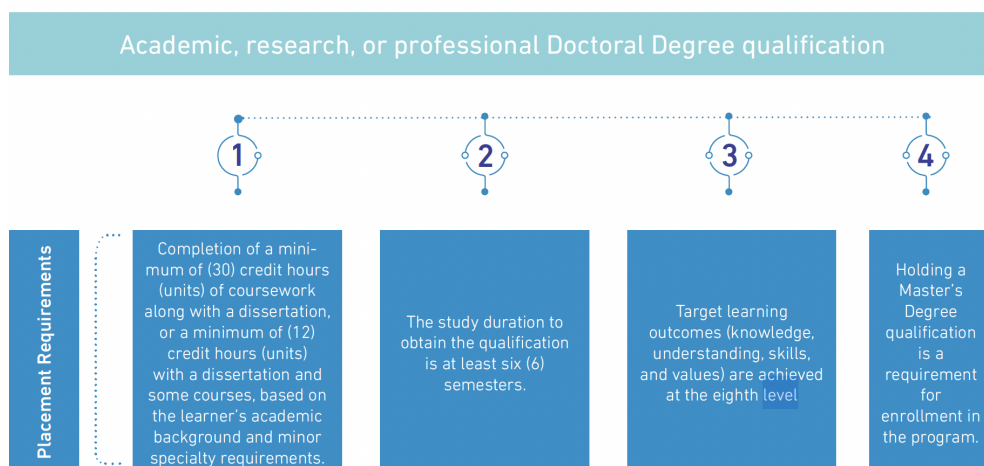 Academic, research, or professional Doctoral Degree qualification
1
2
3
4
Placement Requirements
Completion of a mini-
mum of (30) credit hours
(units) of coursework
along with a dissertation,
or a minimum of (12)
credit hours (units)
with a dissertation and
some courses, based on
the learner's academic
background and minor
specialty requirements.
The study duration to
obtain the qualification
is at least six (6)
semesters.
Target learning
outcomes (knowledge,
understanding, skills,
and values) are achieved
at the eighth level
Holding a
Master's
Degree
qualification
is a
requirement
for
enrollment in
the program.